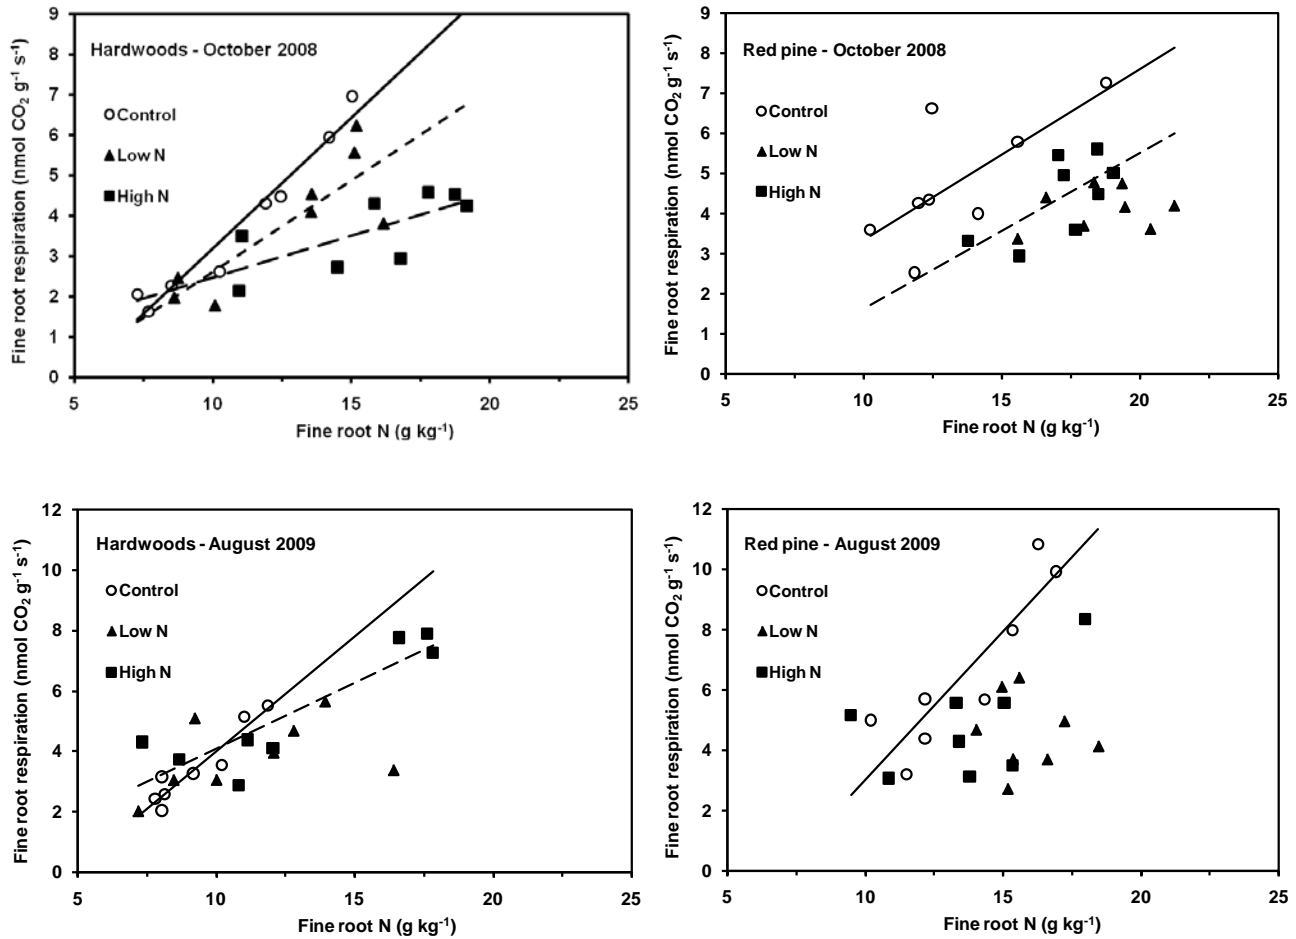 Hardwoods - October 2008
Control
Low N
High N
Fine root respiration (nmol CO₂ g⁻¹ s⁻¹)
9
8
7
6
5
4
3
2
1
0
5 10 15 20 25
Fine root N (g kg⁻¹)
Red pine - October 2008
Control
Low N
High N
Fine root respiration (nmol CO₂ g⁻¹ s⁻¹)
9
8
7
6
5
4
3
2
1
0
5 10 15 20 25
Fine root N (g kg⁻¹)
Hardwoods - August 2009
Control
Low N
High N
Fine root respiration (nmol CO₂ g⁻¹ s⁻¹)
12
10
8
6
4
2
0
5 10 15 20 25
Fine root N (g kg⁻¹)
Red pine - August 2009
Control
Low N
High N
Fine root respiration (nmol CO₂ g⁻¹ s⁻¹)
12
10
8
6
4
2
0
5 10 15 20 25
Fine root N (g kg⁻¹)